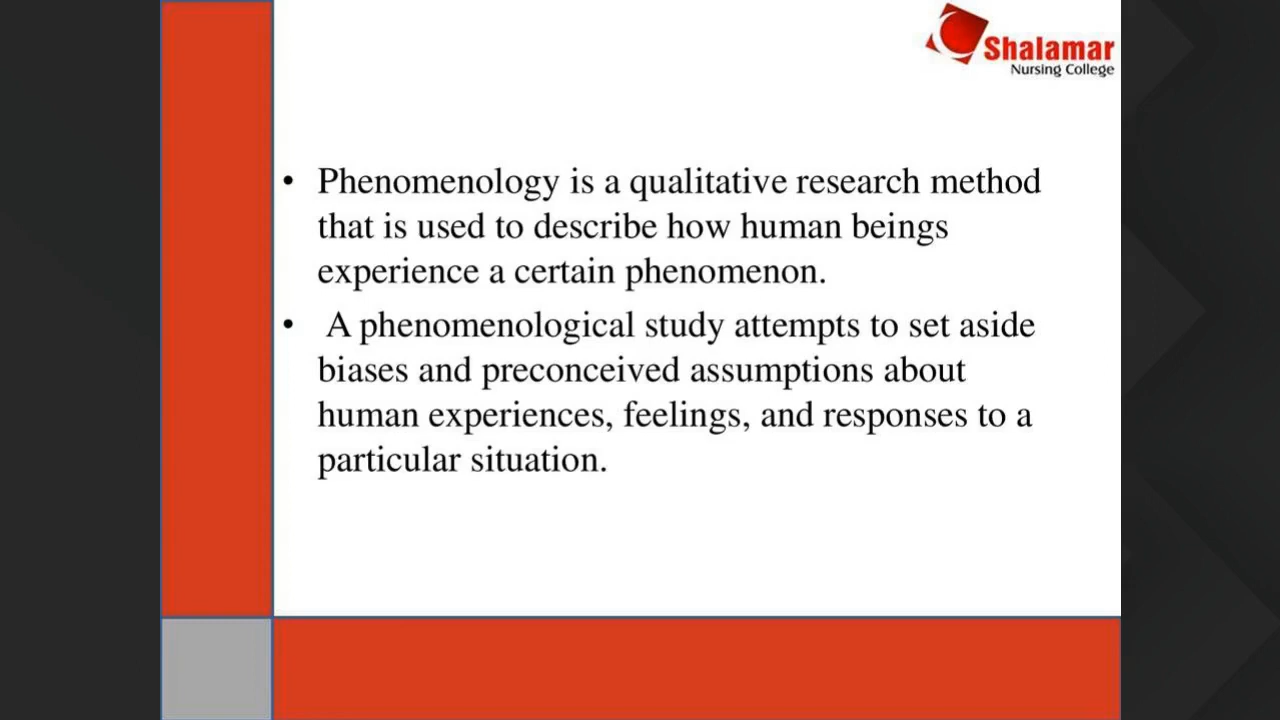 Shalamar
Nursing College
• Phenomenology is a qualitative research method
that is used to describe how human beings
experience a certain phenomenon.
• A phenomenological study attempts to set aside
biases and preconceived assumptions about
human experiences, feelings, and responses to a
particular situation.